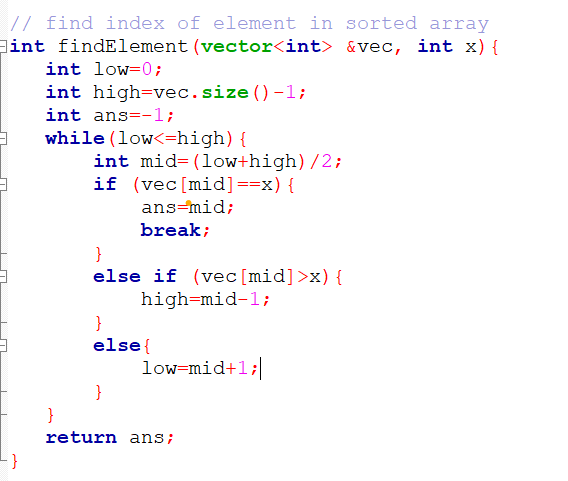 // find index of element in sorted array
int findElement(vector<int> &vec, int x){
int low=0;
int high=vec.size()-1;
int ans=-1;
while(low<=high){
int mid=(low+high)/2;
if (vec[mid]==x){
ans=mid;
break;
}
else if (vec[mid]>x){
high=mid-1;
}
else{
low=mid+1;
}
}
return ans;
}